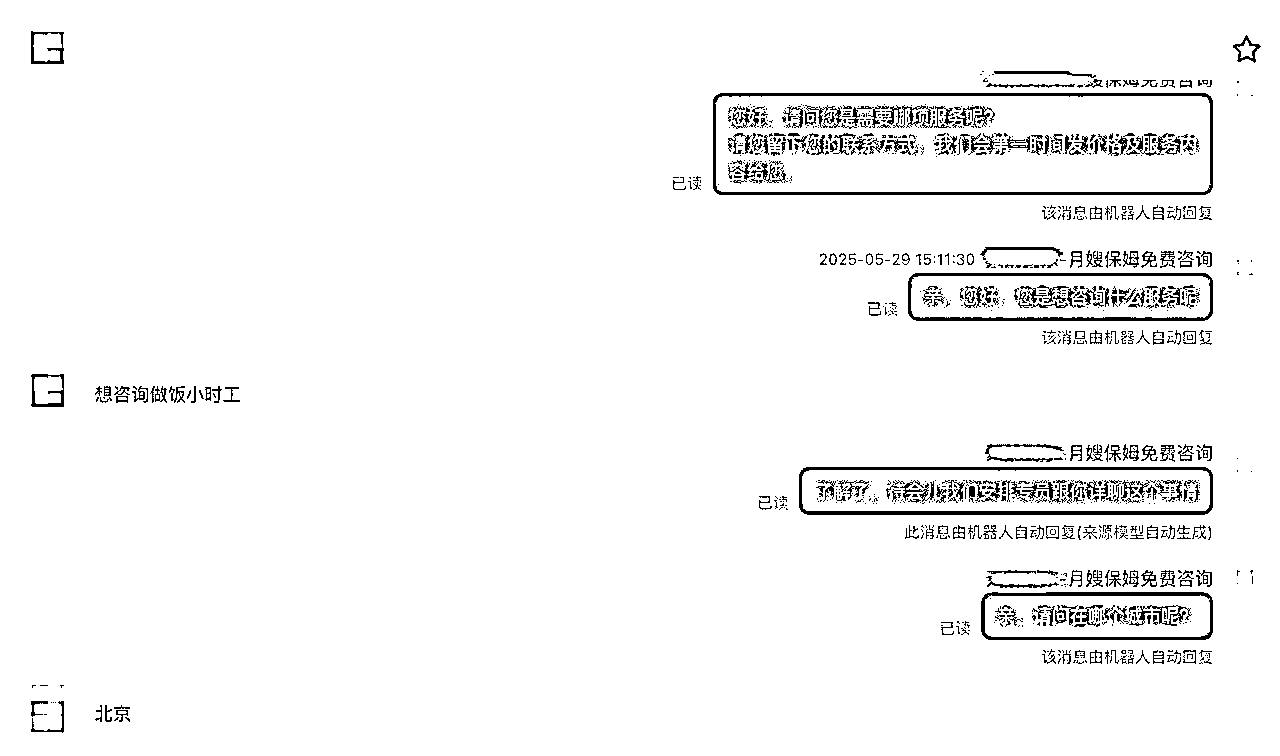 嫂保姆免费咨询
您好，请问您是需要哪项服务呢？
请您留下您的联系方式，我们会第一时间发价格及服务内
容给您。
已读
该消息由机器人自动回复
2025-05-29 15:11:30 -月嫂保姆免费咨询
亲，您好，您是想咨询什么服务呢
已读
该消息由机器人自动回复
想咨询做饭小时工
月嫂保姆免费咨询
了解了，待会儿我们安排专员跟你详聊这个事情
已读
此消息由机器人自动回复(来源模型自动生成)
月嫂保姆免费咨询
亲，请问在哪个城市呢？
已读
该消息由机器人自动回复
北京